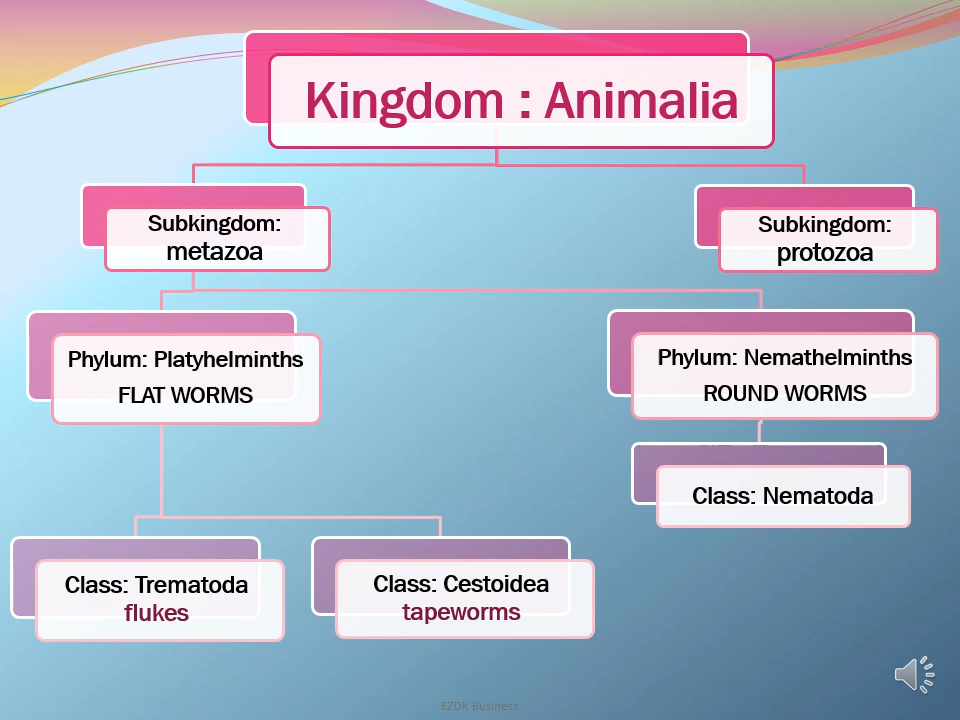 Kingdom : Animalia
Subkingdom:
metazoa
Subkingdom:
protozoa
Phylum: Platyhelminths
FLAT WORMS
Phylum: Nemathelminths
ROUND WORMS
Class: Nematoda
Class: Trematoda
flukes
Class: Cestoidea
tapeworms
EZDK Business